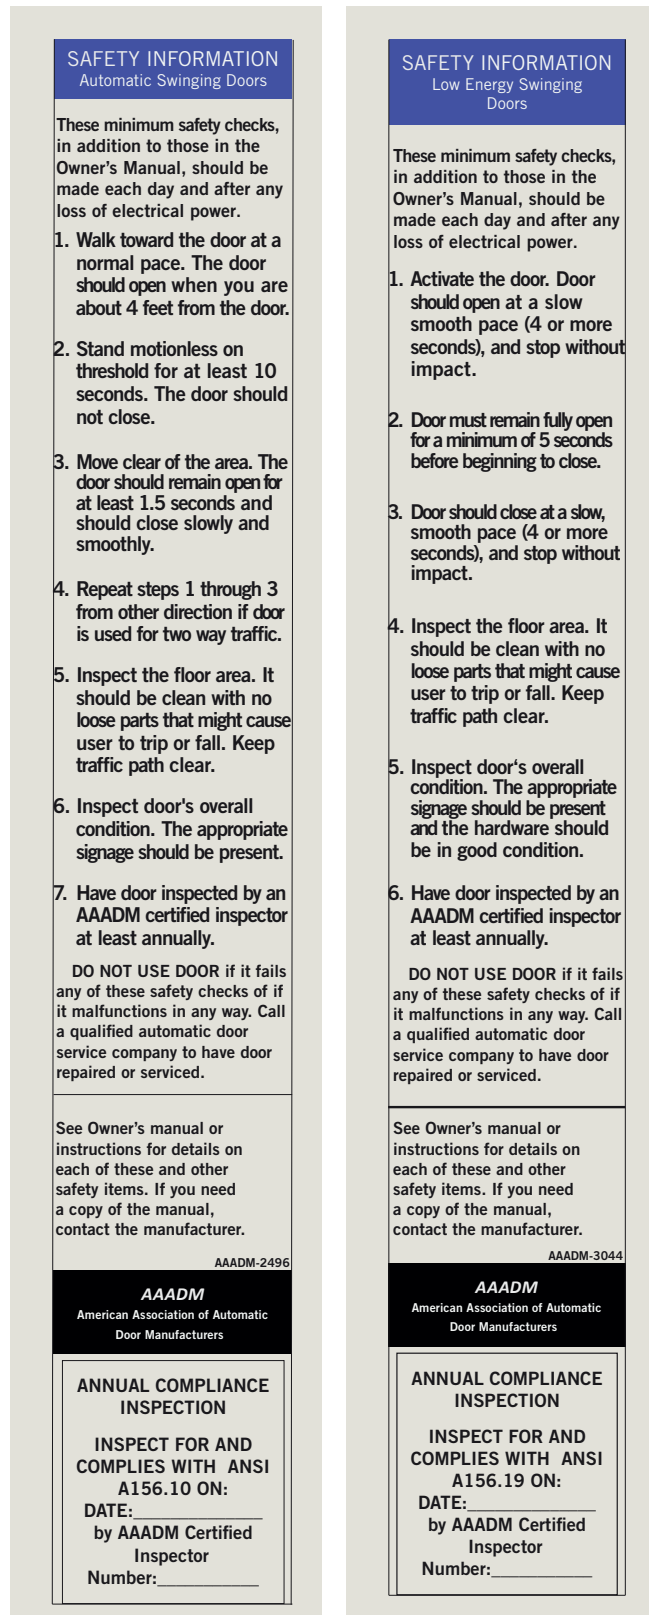 SAFETY INFORMATION
Automatic Swinging Doors
These minimum safety checks,
in addition to those in the
Owner’s Manual, should be
made each day and after any
loss of electrical power.
1. Walk toward the door at a
normal pace. The door
should open when you are
about 4 feet from the door.
2. Stand motionless on
threshold for at least 10
seconds. The door should
not close.
3. Move clear of the area. The
door should remain open for
at least 1.5 seconds and
should close slowly and
smoothly.
4. Repeat steps 1 through 3
from other direction if door
is used for two way traffic.
5. Inspect the floor area. It
should be clean with no
loose parts that might cause
user to trip or fall. Keep
traffic path clear.
6. Inspect door's overall
condition. The appropriate
signage should be present.
7. Have door inspected by an
AAADM certified inspector
at least annually.
DO NOT USE DOOR if it fails
any of these safety checks of if
it malfunctions in any way. Call
a qualified automatic door
service company to have door
repaired or serviced.
See Owner’s manual or
instructions for details on
each of these and other
safety items. If you need
a copy of the manual,
contact the manufacturer.
AAADM-2496
AAADM
American Association of Automatic
Door Manufacturers
ANNUAL COMPLIANCE
INSPECTION
INSPECT FOR AND
COMPLIES WITH ANSI
A156.10 ON:
DATE:_____________
by AAADM Certified
Inspector
Number:__________
SAFETY INFORMATION
Low Energy Swinging
Doors
These minimum safety checks,
in addition to those in the
Owner’s Manual, should be
made each day and after any
loss of electrical power.
1. Activate the door. Door
should open at a slow
smooth pace (4 or more
seconds), and stop without
impact.
2. Door must remain fully open
for a minimum of 5 seconds
before beginning to close.
3. Door should close at a slow,
smooth pace (4 or more
seconds), and stop without
impact.
4. Inspect the floor area. It
should be clean with no
loose parts that might cause
user to trip or fall. Keep
traffic path clear.
5. Inspect door‘s overall
condition. The appropriate
signage should be present
and the hardware should
be in good condition.
6. Have door inspected by an
AAADM certified inspector
at least annually.
DO NOT USE DOOR if it fails
any of these safety checks of if
it malfunctions in any way. Call
a qualified automatic door
service company to have door
repaired or serviced.
See Owner’s manual or
instructions for details on
each of these and other
safety items. If you need
a copy of the manual,
contact the manufacturer.
AAADM-3044
AAADM
American Association of Automatic
Door Manufacturers
ANNUAL COMPLIANCE
INSPECTION
INSPECT FOR AND
COMPLIES WITH ANSI
A156.19 ON:
DATE:_____________
by AAADM Certified
Inspector
Number:__________